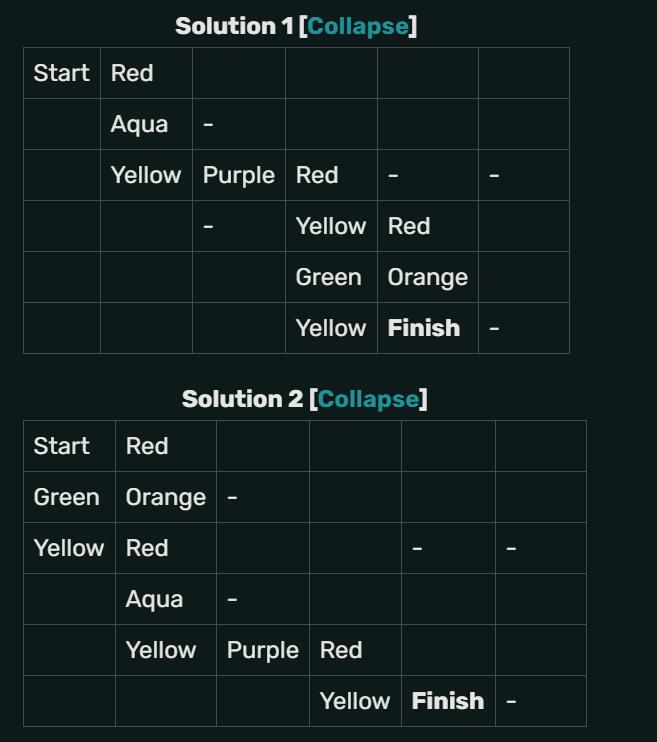 Solution 1 [Collapse]
Start Red
Aqua -
Yellow Purple Red - -
- Yellow Red
Green Orange
Yellow Finish -
Solution 2 [Collapse]
Start Red
Green Orange -
Yellow Red - -
Aqua -
Yellow Purple Red
Yellow Finish -